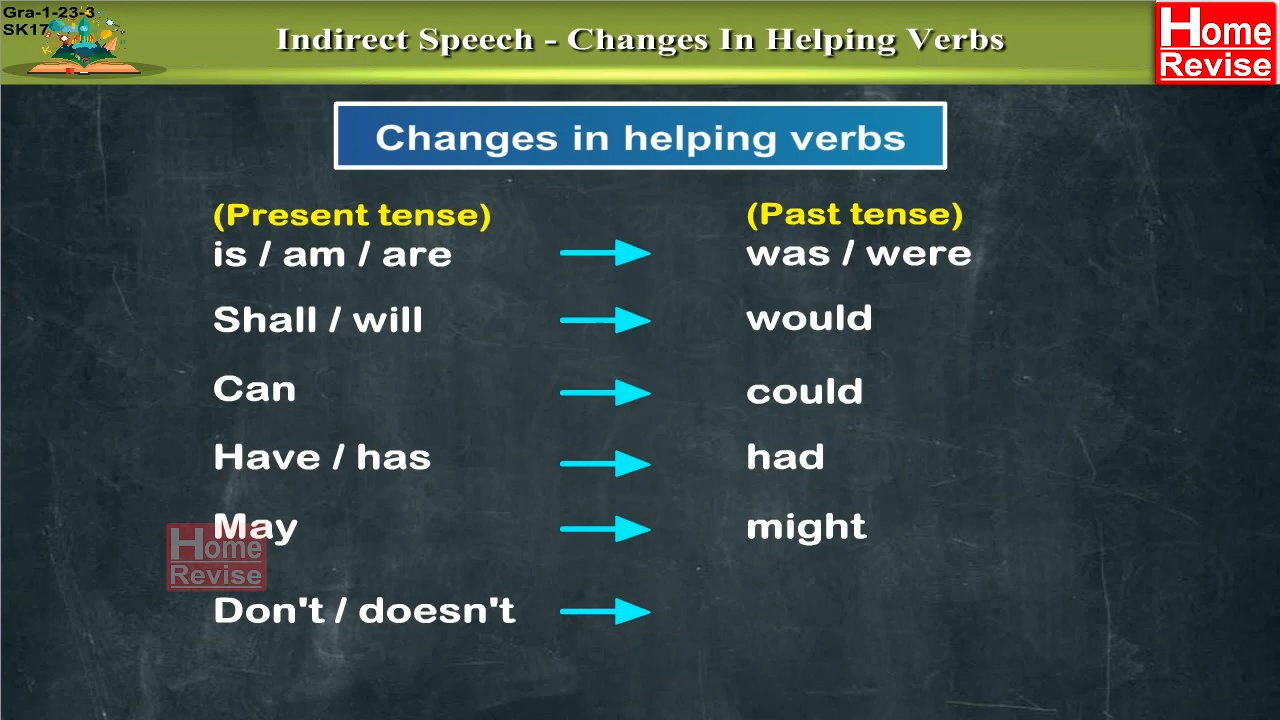 Gra-1-23-3
SK17
Indirect Speech - Changes In Helping Verbs
Home
Revise
Changes in helping verbs
(Present tense) (Past tense)
is / am / are was / were
Shall / will would
Can could
Have / has had
May might
Home
Revise
Don't / doesn't